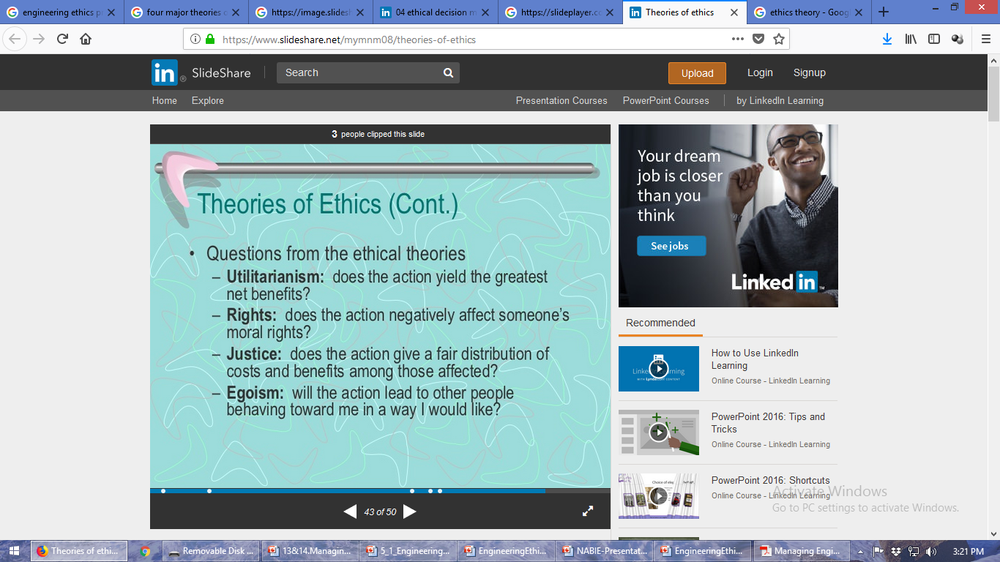 engineering ethics p
four major theories o
https://image.slides
04 ethical decision m
https://slideplayer.co
Theories of ethics
ethics theory - Goog
https://www.slideshare.net/mymnm08/theories-of-ethics
in SlideShare
Search
Upload
Login
Signup
Home
Explore
Presentation Courses
PowerPoint Courses
by LinkedIn Learning
3 people clipped this slide
Theories of Ethics (Cont.)
• Questions from the ethical theories
– Utilitarianism: does the action yield the greatest
net benefits?
– Rights: does the action negatively affect someone's
moral rights?
– Justice: does the action give a fair distribution of
costs and benefits among those affected?
– Egoism: will the action lead to other people
behaving toward me in a way I would like?
43 of 50
Your dream
job is closer
than you
think
See jobs
LinkedIn
Recommended
How to Use LinkedIn
Learning
Online Course - LinkedIn Learning
PowerPoint 2016: Tips and
Tricks
Online Course - LinkedIn Learning
PowerPoint 2016: Shortcuts
Online Course - LinkedIn Learning
Activate Windows
Go to PC settings to activate Windows.
Theories of ethi...
Removable Disk ...
13&14.Managin...
5_1_Engineering...
EngineeringEthi...
NABIE-Presentat...
EngineeringEthi...
Managing Engi...
3:21 PM